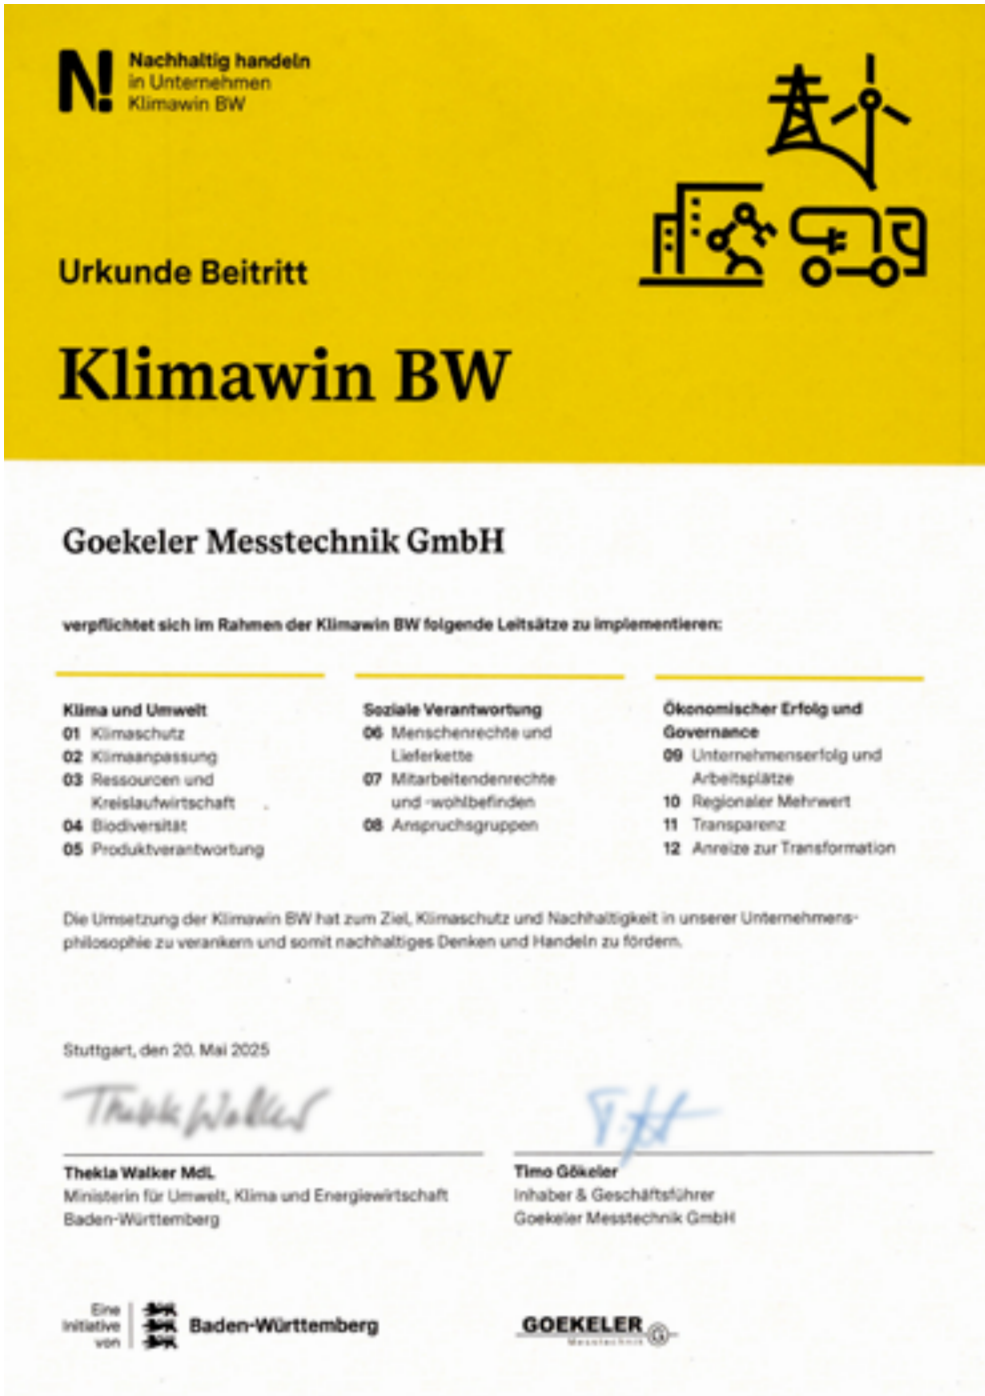 N! Nachhaltig handeln
in Unternehmen
Klimawin BW
Urkunde Beitritt
Klimawin BW
Goekeler Messtechnik GmbH
verpflichtet sich im Rahmen der Klimawin BW folgende Leitsätze zu implementieren:
Klima und Umwelt
01 Klimaschutz
02 Klimaanpassung
03 Ressourcen und
Kreislaufwirtschaft
04 Biodiversität
05 Produktverantwortung
Soziale Verantwortung
06 Menschenrechte und
Lieferkette
07 Mitarbeitendenrechte
und -wohlbefinden
08 Anspruchsgruppen
Ökonomischer Erfolg und
Governance
09 Unternehmenserfolg und
Arbeitsplätze
10 Regionaler Mehrwert
11 Transparenz
12 Anreize zur Transformation
Die Umsetzung der Klimawin BW hat zum Ziel, Klimaschutz und Nachhaltigkeit in unserer Unternehmens-
philosophie zu verankern und somit nachhaltiges Denken und Handeln zu fördern.
Stuttgart, den 20. Mai 2025
Thekla Walker
Thekla Walker MdL
Ministerin für Umwelt, Klima und Energiewirtschaft
Baden-Württemberg
Timo Gökeler
Inhaber & Geschäftsführer
Goekeler Messtechnik GmbH
Eine
Initiative
von
Baden-Württemberg
GOEKELER
Messtechnik G